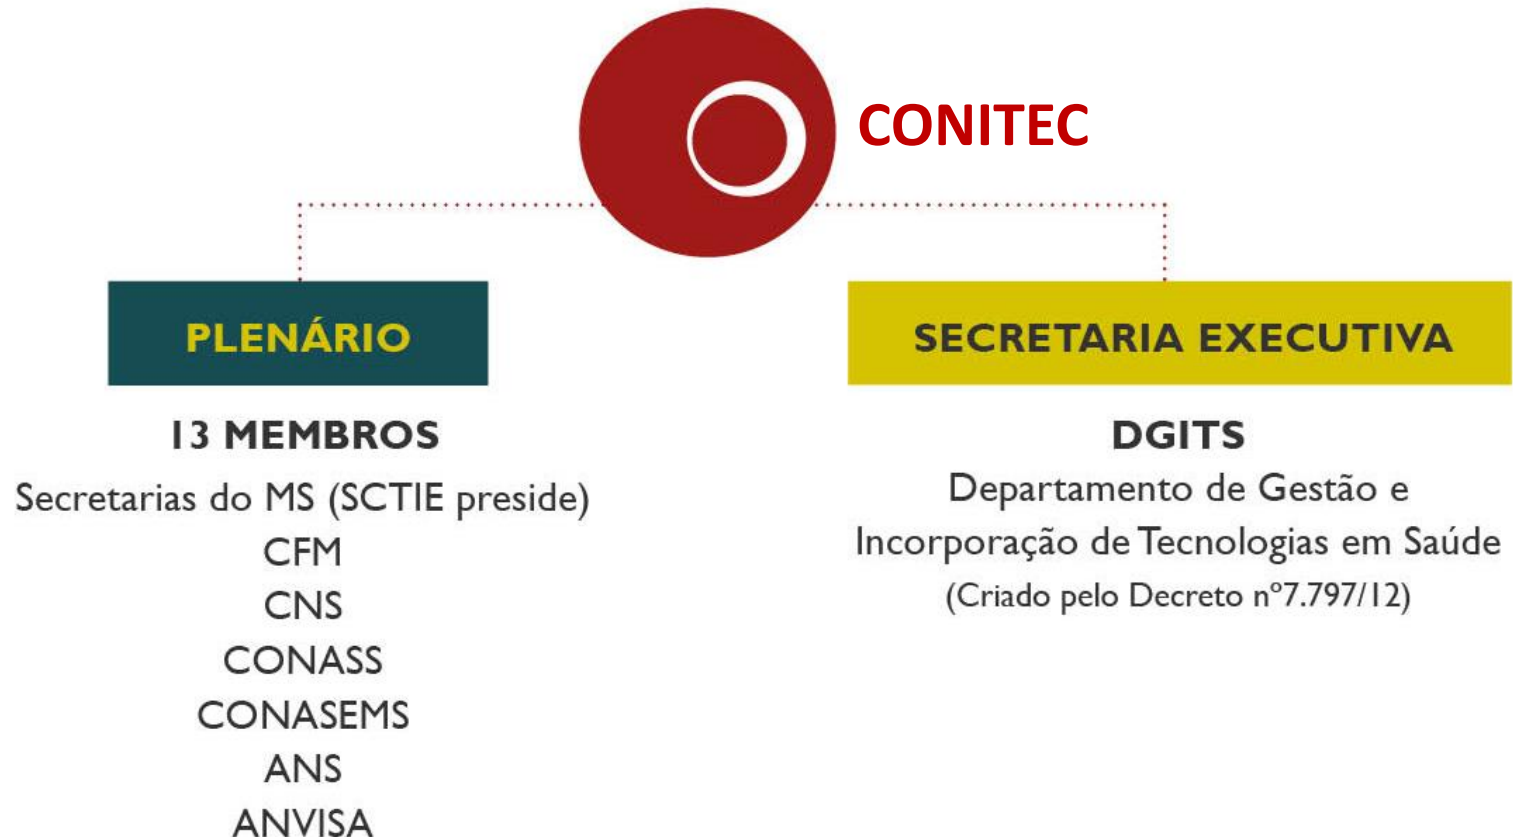 CONITEC
PLENÁRIO
13 MEMBROS
Secretarias do MS (SCTIE preside)
CFM
CNS
CONASS
CONASEMS
ANS
ANVISA
SECRETARIA EXECUTIVA
DGITS
Departamento de Gestão e
Incorporação de Tecnologias em Saúde
(Criado pelo Decreto nº7.797/12)